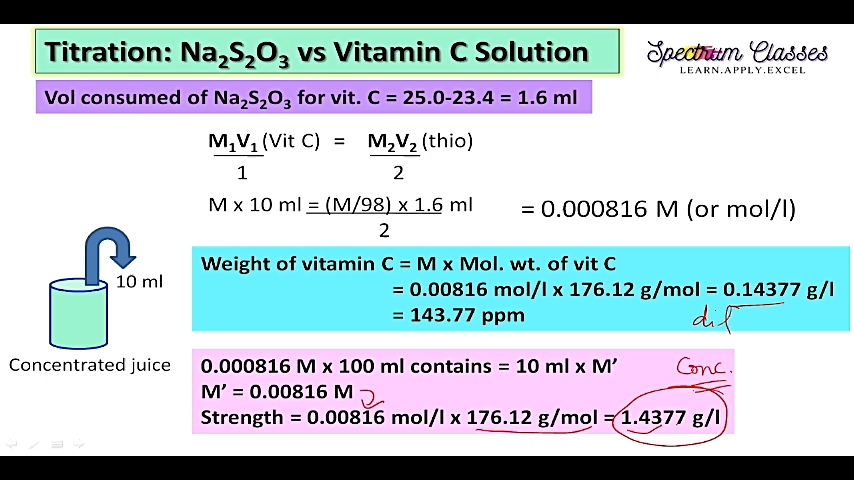 Titration: Na₂S₂O₃ vs Vitamin C Solution
Spectrum Classes
LEARN.APPLY.EXCEL
Vol consumed of Na₂S₂O₃ for vit. C = 25.0-23.4 = 1.6 ml
M₁V₁ (Vit C) = M₂V₂ (thio)
1 2
M x 10 ml = (M/98) x 1.6 ml = 0.000816 M (or mol/l)
2
10 ml
Concentrated juice
Weight of vitamin C = M x Mol. wt. of vit C
= 0.00816 mol/l x 176.12 g/mol = 0.14377 g/l
= 143.77 ppm
dil
0.000816 M x 100 ml contains = 10 ml x M’
Conc.
M’ = 0.00816 M
Strength = 0.00816 mol/l x 176.12 g/mol = 1.4377 g/l